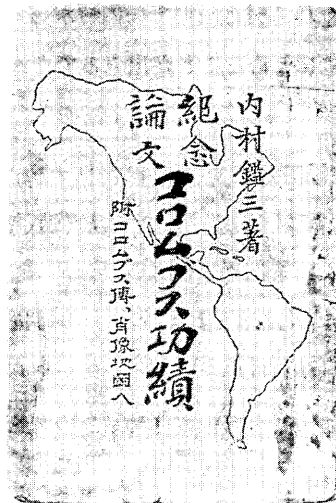 内村鑑三著
紀念
論文
コロムブス功績
附コロムブス傳、肖像地図入